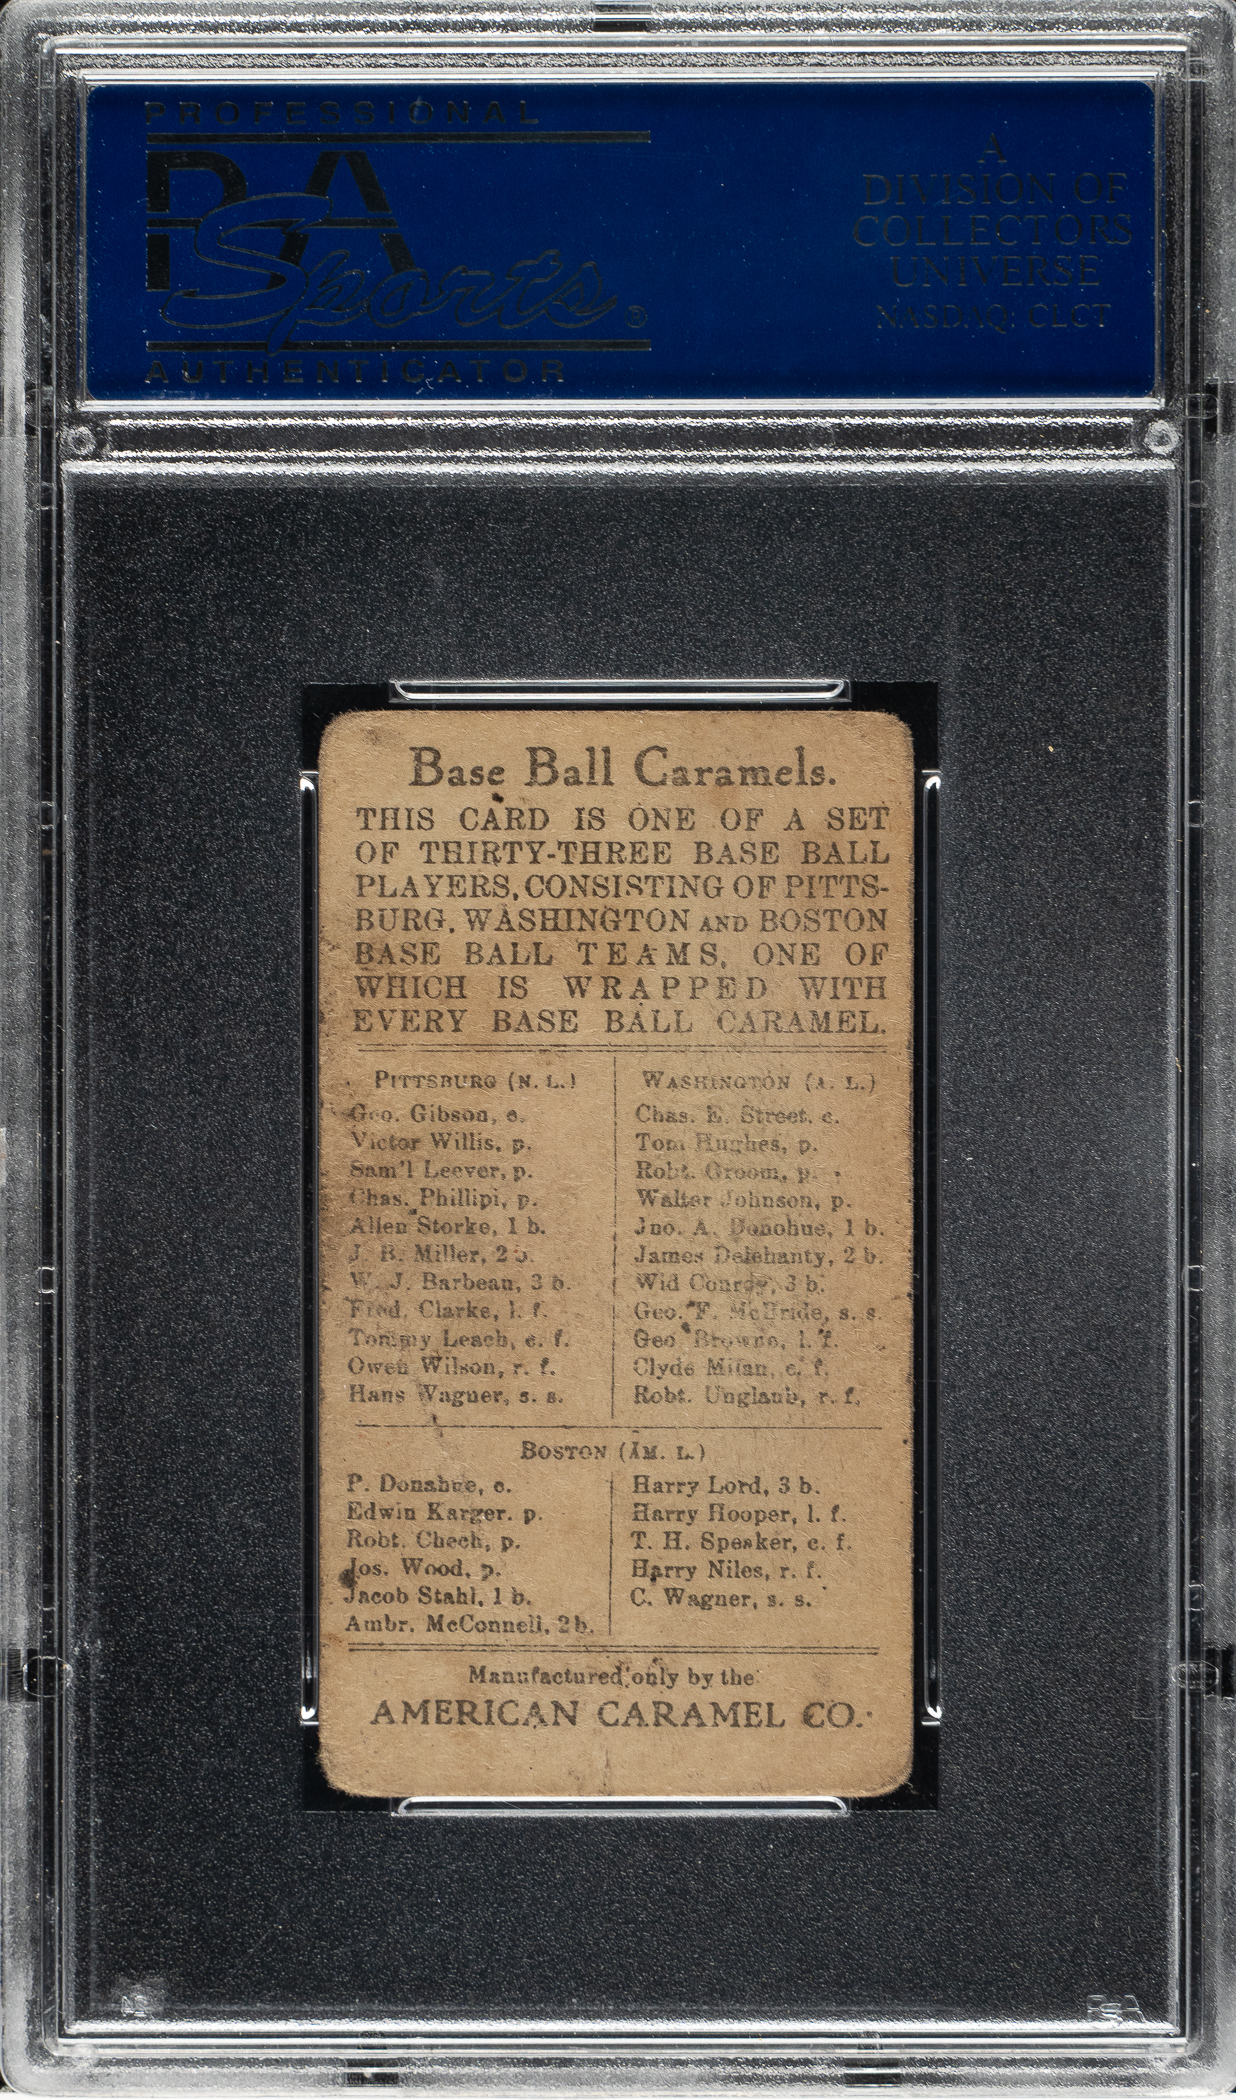 PROFESSIONAL
PSA
Sports ®
AUTHENTICATOR
A
DIVISION OF
COLLECTORS
UNIVERSE
NASDAQ: CLCT
Base Ball Caramels.
THIS CARD IS ONE OF A SET
OF THIRTY-THREE BASE BALL
PLAYERS, CONSISTING OF PITTS-
BURG, WASHINGTON AND BOSTON
BASE BALL TEAMS, ONE OF
WHICH IS WRAPPED WITH
EVERY BASE BALL CARAMEL.
PITTSBURG (N. L.)
Geo. Gibson, c.
Victor Willis, p.
Sam'l Leever, p.
Chas. Phillipi, p.
Allen Storke, 1 b.
J. B. Miller, 2 b.
W. J. Barbeau, 3 b.
Fred. Clarke, l. f.
Tommy Leach, c. f.
Owen Wilson, r. f.
Hans Wagner, s. s.
WASHINGTON (A. L.)
Chas. E. Street, c.
Tom Hughes, p.
Robt. Groom, p.
Walter Johnson, p.
Jno. A. Donohue, 1 b.
James Delehanty, 2 b.
Wid Conroy, 3 b.
Geo. F. McBride, s. s.
Geo Browne, l. f.
Clyde Milan, c. f.
Robt. Unglaub, r. f.
BOSTON (AM. L.)
P. Donahue, c.
Edwin Karger, p.
Robt. Chech, p.
Jos. Wood, p.
Jacob Stahl, 1 b.
Ambr. McConnell, 2 b.
Harry Lord, 3 b.
Harry Hooper, l. f.
T. H. Speaker, c. f.
Harry Niles, r. f.
C. Wagner, s. s.
Manufactured only by the
AMERICAN CARAMEL CO.
PSA